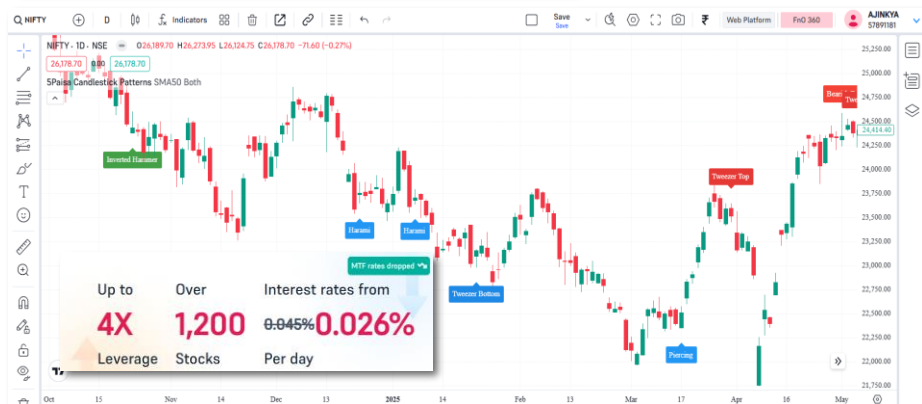 NIFTY
D
Indicators
Save
Save
₹
Web Platform
FnO 360
AJINKYA
57891181
NIFTY · 1D · NSE
O26,189.70 H26,273.95 L26,124.75 C26,178.70 -71.60 (-0.27%)
26,178.70 0.00 26,178.70
5Paisa Candlestick Patterns SMA50 Both
25,250.00
25,000.00
24,750.00
24,500.00
24,414.40
24,250.00
24,000.00
23,750.00
23,500.00
23,250.00
23,000.00
22,750.00
22,500.00
22,250.00
22,000.00
21,750.00
Inverted Hammer
Harami
Harami
Tweezer Bottom
Piercing
Tweezer Top
MTF rates dropped
Up to
4X
Leverage
Over
1,200
Stocks
Interest rates from
0.045% 0.026%
Per day
Oct 15 Nov 14 Dec 13 2025 14 Feb 13 Mar 18 Apr 16 May